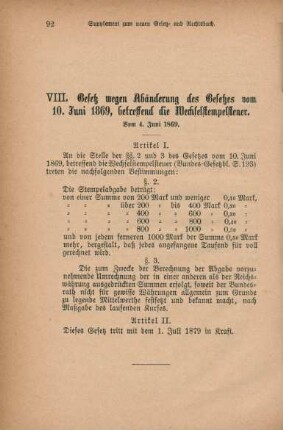 92 Supplement zum neuen Gesetz- und Rechtsbuch.
VIII. Gesetz wegen Abänderung des Gesetzes vom
10. Juni 1869, betreffend die Wechselstempelsteuer.
Vom 4. Juni 1869.
Artikel I.
An die Stelle der §§. 2 und 3 des Gesetzes vom 10. Juni
1869, betreffend die Wechselstempelsteuer (Bundes-Gesetzbl. S. 193)
treten die nachfolgenden Bestimmungen:
§. 2.
Die Stempelabgabe beträgt:
von einer Summe von 200 Mark und weniger 0,10 Mark,
von einer Summe über 200 „ bis 400 Mark 0,20 „
„ „ „ „ 400 „ „ 600 „ 0,30 „
„ „ „ „ 600 „ „ 800 „ 0,40 „
„ „ „ „ 800 „ „ 1000 „ 0,50 „
und von jedem ferneren 1000 Mark der Summe 0,50 Mark
mehr, dergestalt, daß jedes angefangene Tausend für voll
gerechnet wird.
§. 3.
Die zum Zwecke der Berechnung der Abgabe vorzu-
nehmende Umrechnung der in einer anderen als der Reichs-
währung ausgedrückten Summen erfolgt, soweit der Bundes-
rath nicht für gewisse Währungen allgemein zum Grunde
zu legende Mittelwerthe festsetzt und bekannt macht, nach
Maßgabe des laufenden Kurses.
Artikel II.
Dieses Gesetz tritt mit dem 1. Juli 1879 in Kraft.